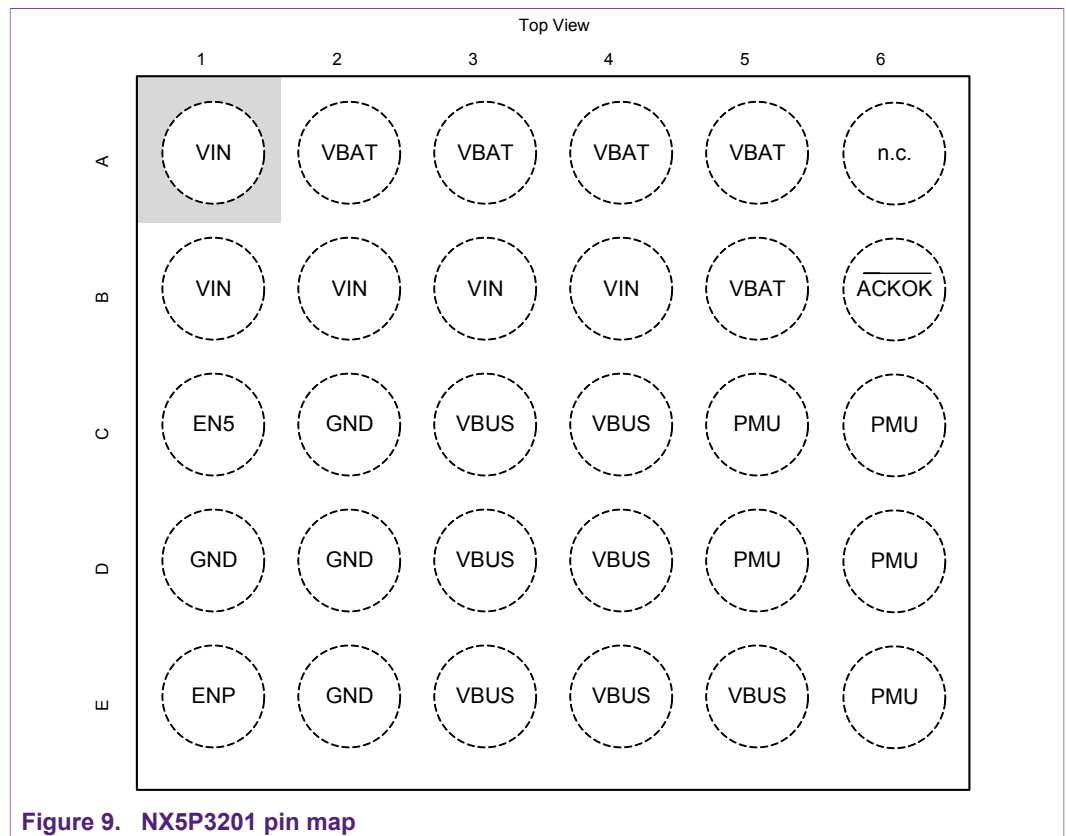 Top View
1 2 3 4 5 6
A VIN VBAT VBAT VBAT VBAT n.c.
B VIN VIN VIN VIN VBAT ACKOK
C EN5 GND VBUS VBUS PMU PMU
D GND GND VBUS VBUS PMU PMU
E ENP GND VBUS VBUS VBUS PMU
Figure 9. NX5P3201 pin map